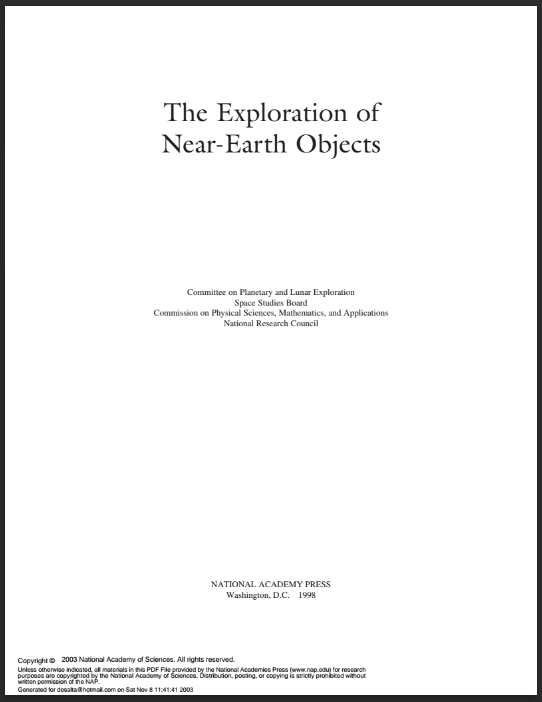 The Exploration of
Near-Earth Objects
Committee on Planetary and Lunar Exploration
Space Studies Board
Commission on Physical Sciences, Mathematics, and Applications
National Research Council
NATIONAL ACADEMY PRESS
Washington, D.C. 1998
Copyright © 2003 National Academy of Sciences. All rights reserved.
Unless otherwise indicated, all materials in this PDF File provided by the National Academies Press (www.nap.edu) for research
purposes are copyrighted by the National Academy of Sciences. Distribution, posting, or copying is strictly prohibited without
written permission of the NAP.
Generated for desalta@hotmail.com on Sat Nov 8 11:41:41 2003